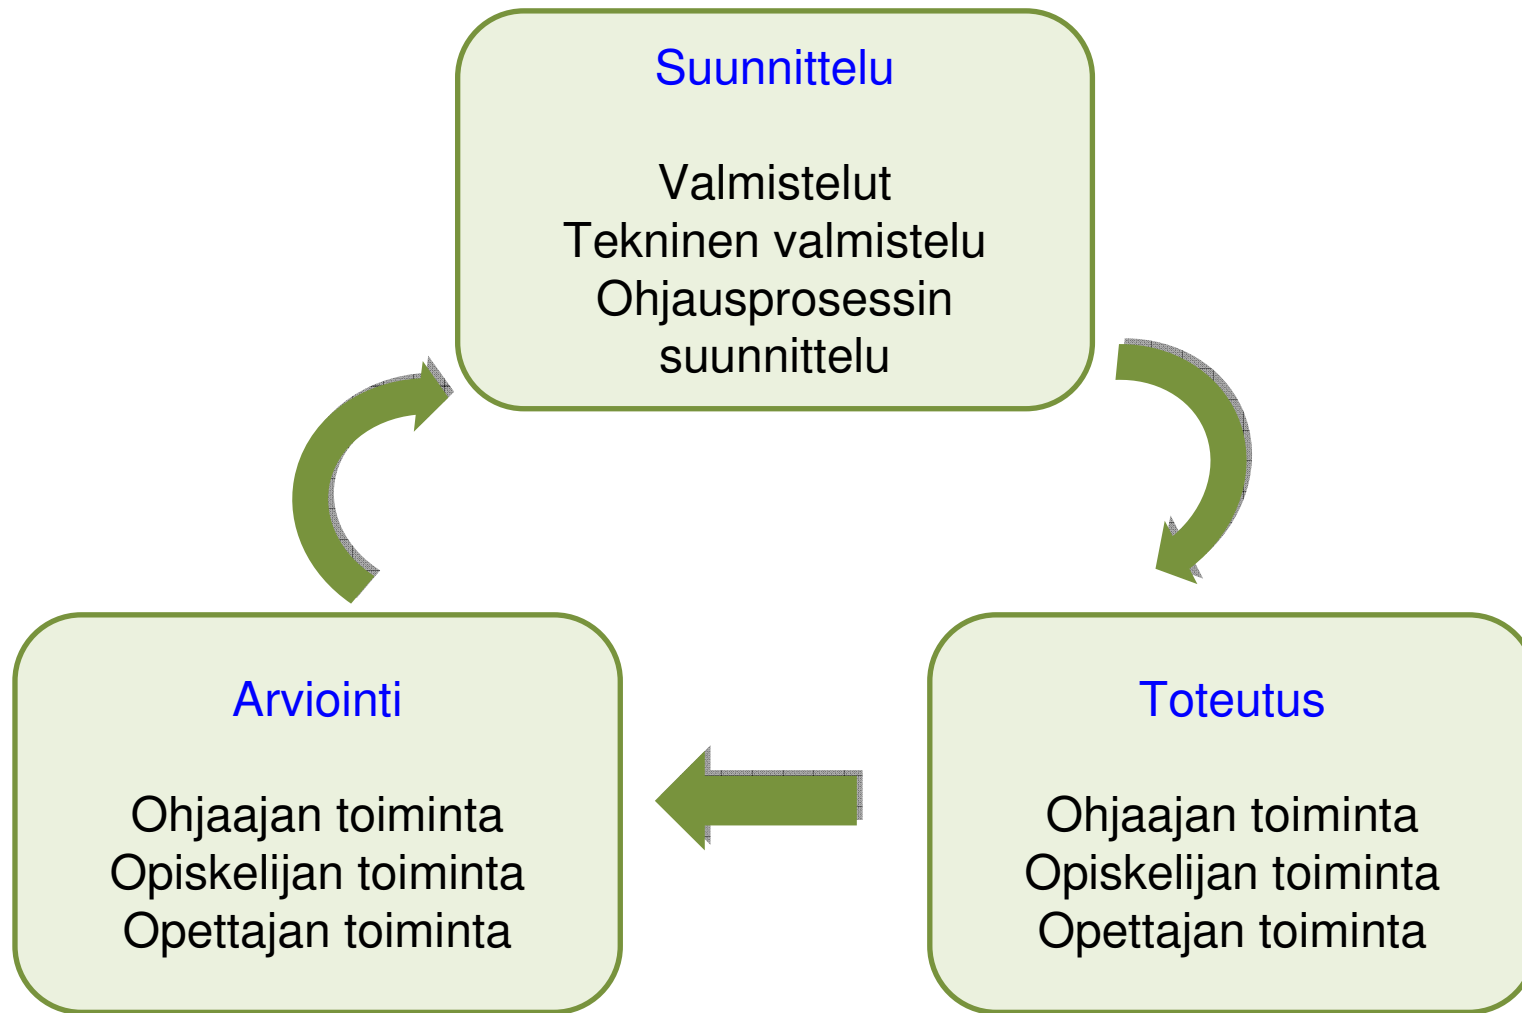 Suunnittelu
Valmistelut
Tekninen valmistelu
Ohjausprosessin
suunnittelu
Arviointi
Ohjaajan toiminta
Opiskelijan toiminta
Opettajan toiminta
Toteutus
Ohjaajan toiminta
Opiskelijan toiminta
Opettajan toiminta